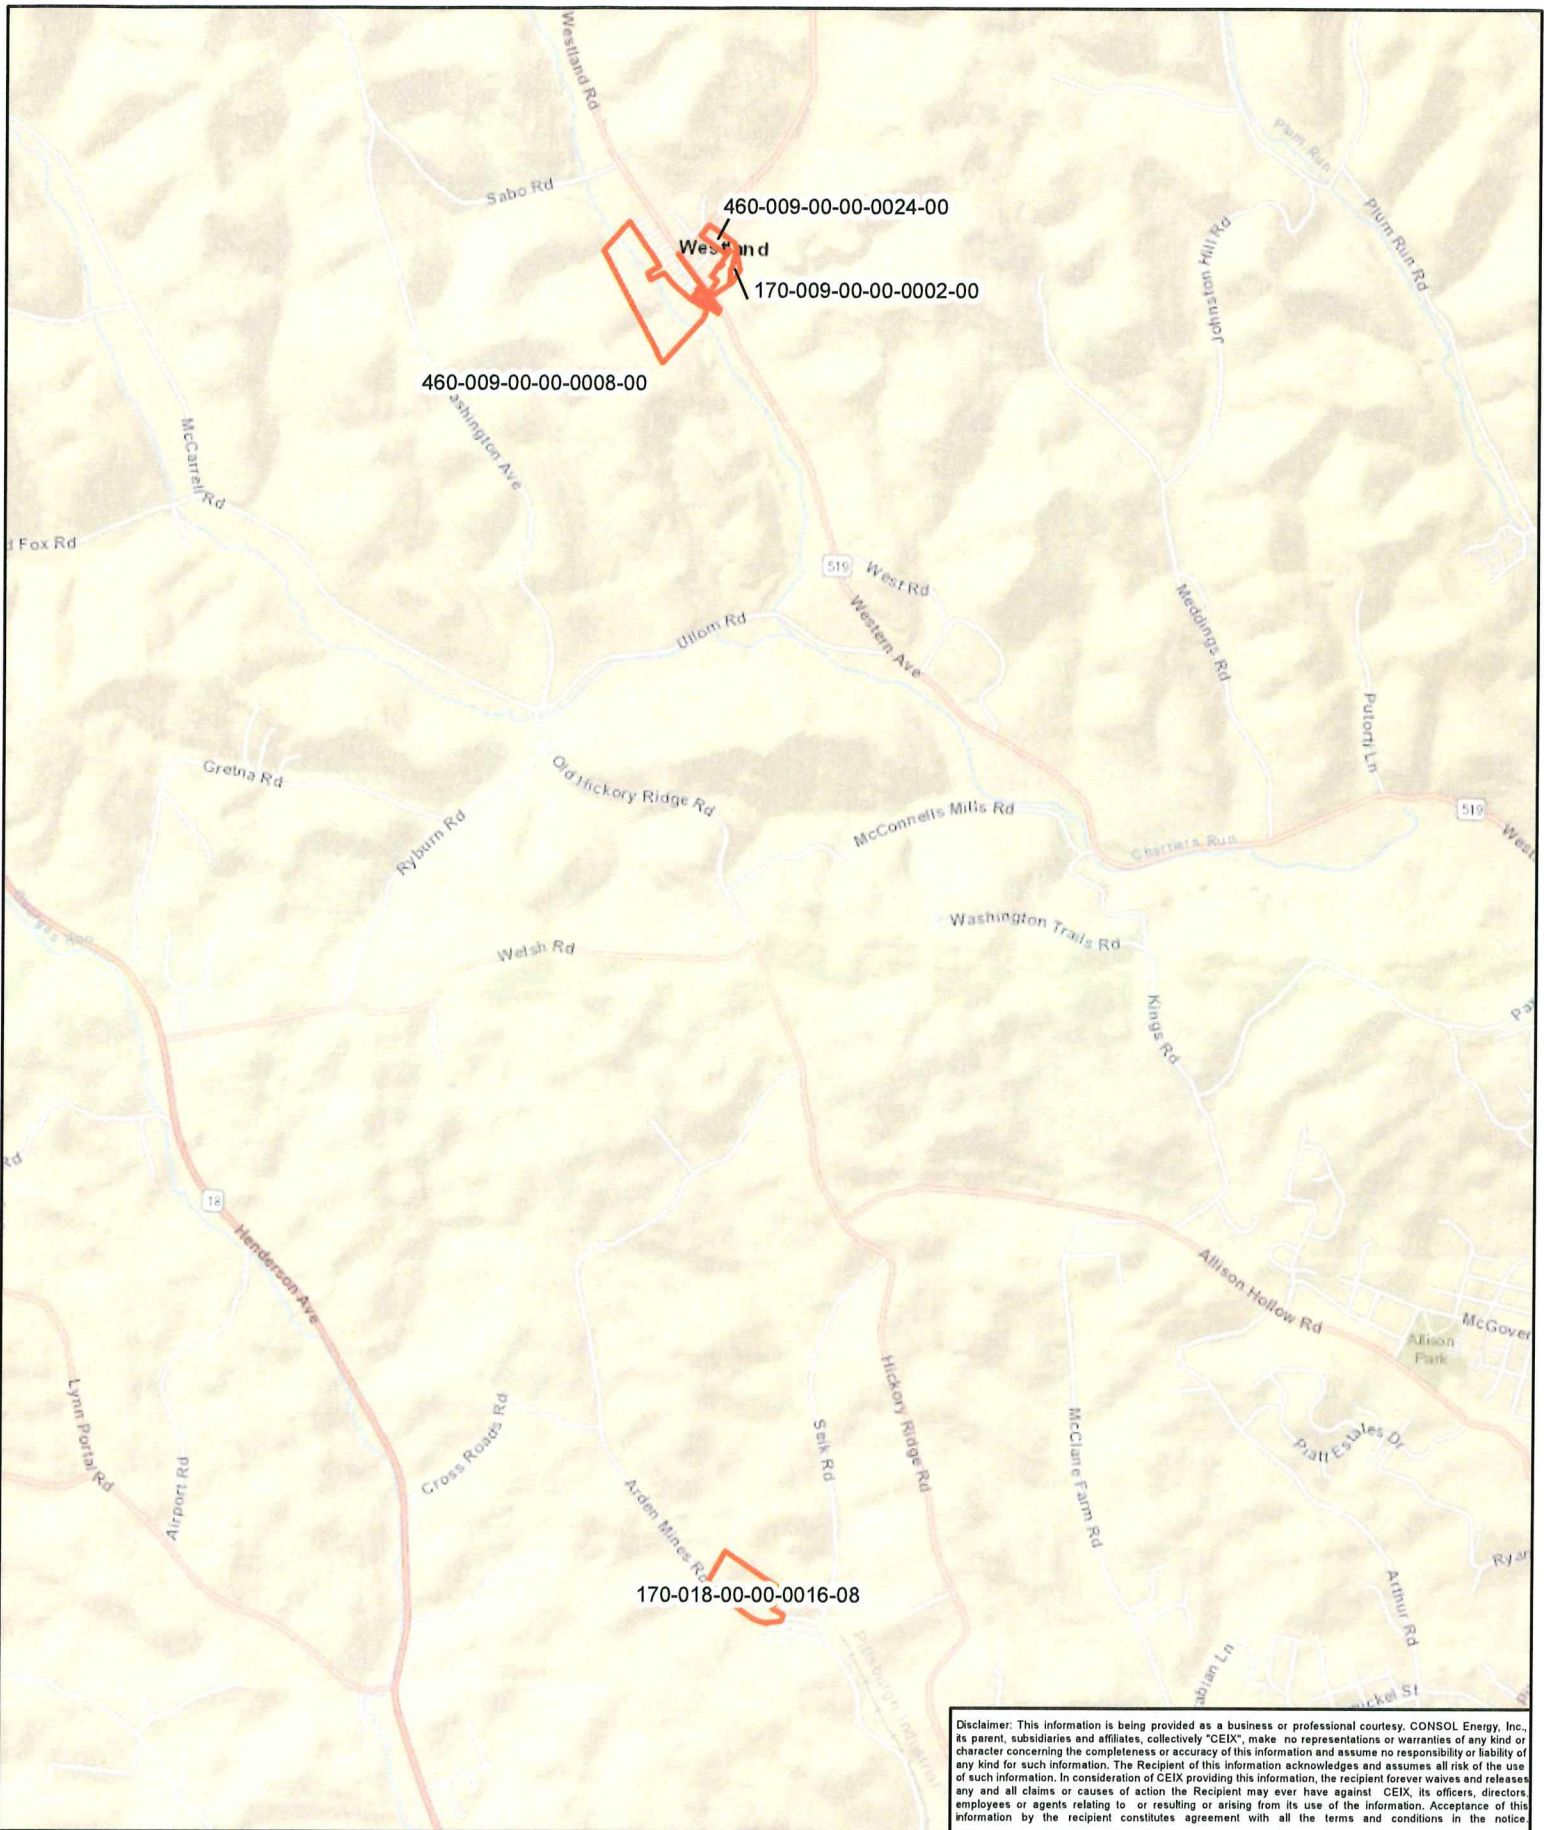 Westland Rd
Plum Run
Sabo Rd
460-009-00-00-0024-00
Plum Run Rd
Johnston Hill Rd
170-009-00-00-0002-00
460-009-00-00-0008-00
ashington Ave
McCarrell Rd
d Fox Rd
519
West Rd
Western Ave
Meddings Rd
Ullom Rd
Putorti Ln
Gretna Rd
Old Hickory Ridge Rd
McConnells Mills Rd
519
West
Ryburn Rd
Chartiers Run
Washington Trails Rd
Welsh Rd
Kings Rd
Rd
18
Henderson Ave
Allison Hollow Rd
McGover
Allison
Park
Hickory Ridge Rd
Lynn Portal Rd
Airport Rd
Cross Roads Rd
Seik Rd
McClane Farm Rd
Piatt Estates Dr
Arden Mines Rd
Ryan
170-018-00-00-0016-08
Arthur Rd
Pittsburgh Industrial
abian Ln
ickel St
Disclaimer: This information is being provided as a business or professional courtesy. CONSOL Energy, Inc.,
its parent, subsidiaries and affiliates, collectively "CEIX", make no representations or warranties of any kind or
character concerning the completeness or accuracy of this information and assume no responsibility or liability of
any kind for such information. The Recipient of this information acknowledges and assumes all risk of the use
of such information. In consideration of CEIX providing this information, the recipient forever waives and releases
any and all claims or causes of action the Recipient may ever have against CEIX, its officers, directors,
employees or agents relating to or resulting or arising from its use of the information. Acceptance of this
information by the recipient constitutes agreement with all the terms and conditions in the notice.